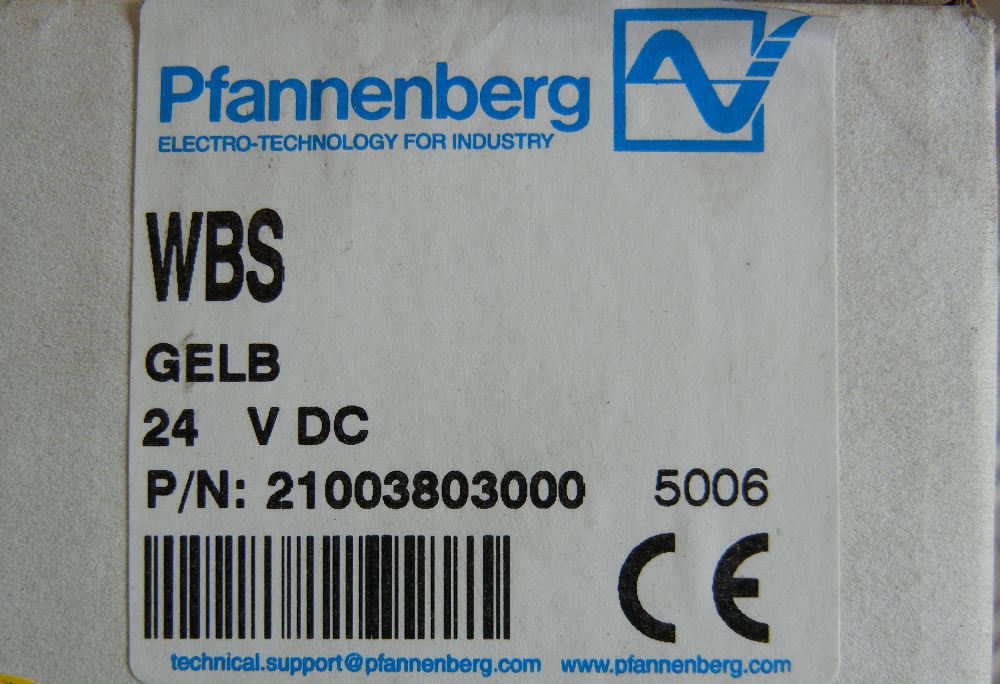 Pfannenberg
ELECTRO-TECHNOLOGY FOR INDUSTRY
WBS
GELB
24 V DC
P/N: 21003803000 5006
CE
technical.support@pfannenberg.com www.pfannenberg.com